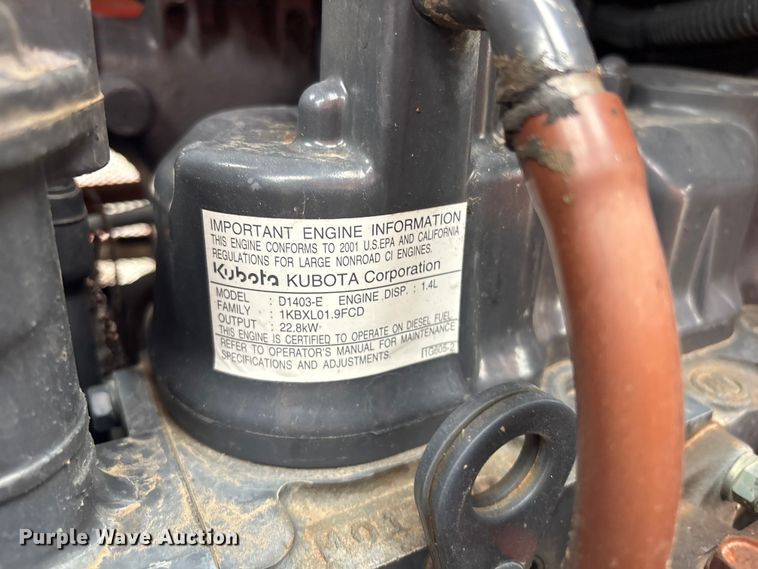 IMPORTANT ENGINE INFORMATION
THIS ENGINE CONFORMS TO 2001 U.S.EPA AND CALIFORNIA
REGULATIONS FOR LARGE NONROAD CI ENGINES.
Kubota KUBOTA Corporation
MODEL : D1403-E ENGINE DISP. : 1.4L
FAMILY : 1KBXL01.9FCD
OUTPUT : 22.8kW
THIS ENGINE IS CERTIFIED TO OPERATE ON DIESEL FUEL
REFER TO OPERATOR'S MANUAL FOR MAINTENANCE
SPECIFICATIONS AND ADJUSTMENTS. 1G605-2
Purple Wave Auction